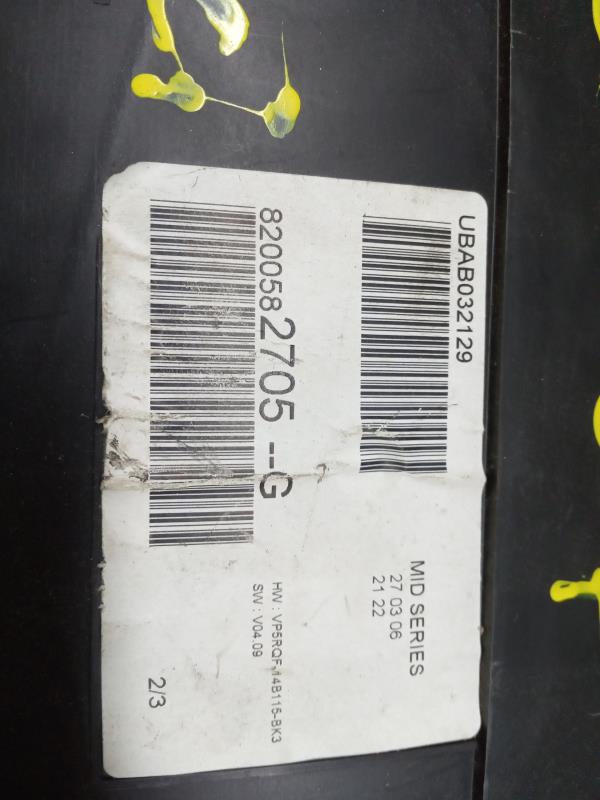 UBAB032129
MID SERIES
27 03 06
21 22
8200582705 --G
HW : VP5RQF-14B115-BK3
SW : V04.09
2/3